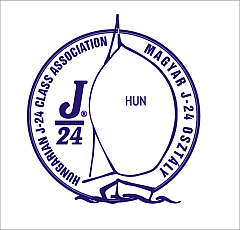 HUNGARIAN J-24 CLASS ASSOCIATION
MAGYAR J-24 OSZTÁLY
J®
24
HUN